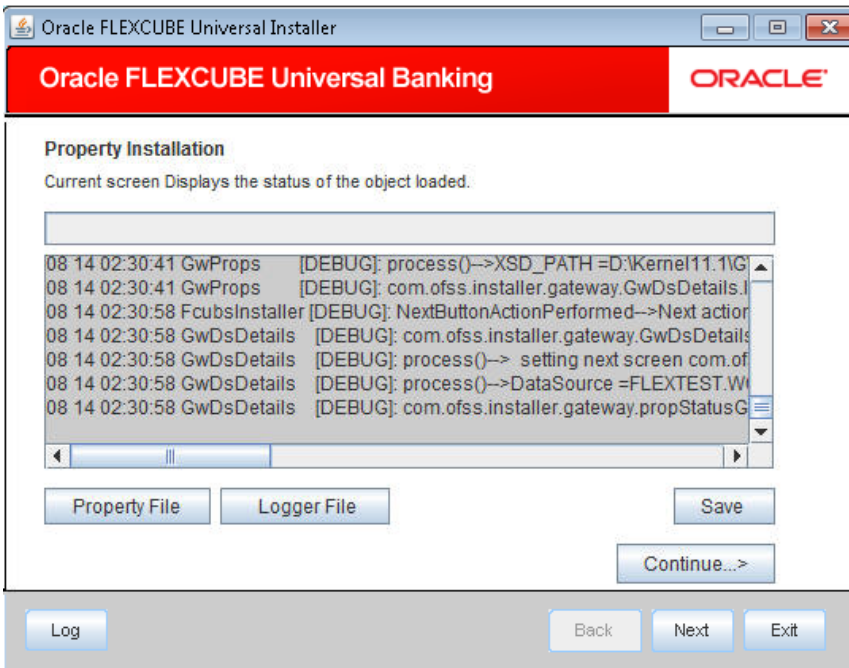 Oracle FLEXCUBE Universal Installer
Oracle FLEXCUBE Universal Banking
ORACLE
Property Installation
Current screen Displays the status of the object loaded.
08 14 02:30:41 GwProps [DEBUG]: process()-->XSD_PATH =D:\Kernel11.1\G
08 14 02:30:41 GwProps [DEBUG]: com.ofss.installer.gateway.GwDsDetails.
08 14 02:30:58 FcubsInstaller [DEBUG]: NextButtonActionPerformed-->Next action
08 14 02:30:58 GwDsDetails [DEBUG]: com.ofss.installer.gateway.GwDsDetails
08 14 02:30:58 GwDsDetails [DEBUG]: process()--> setting next screen com.of
08 14 02:30:58 GwDsDetails [DEBUG]: process()-->DataSource =FLEXTEST.W
08 14 02:30:58 GwDsDetails [DEBUG]: com.ofss.installer.gateway.propStatusG
Property File Logger File Save
Continue...>
Log Back Next Exit